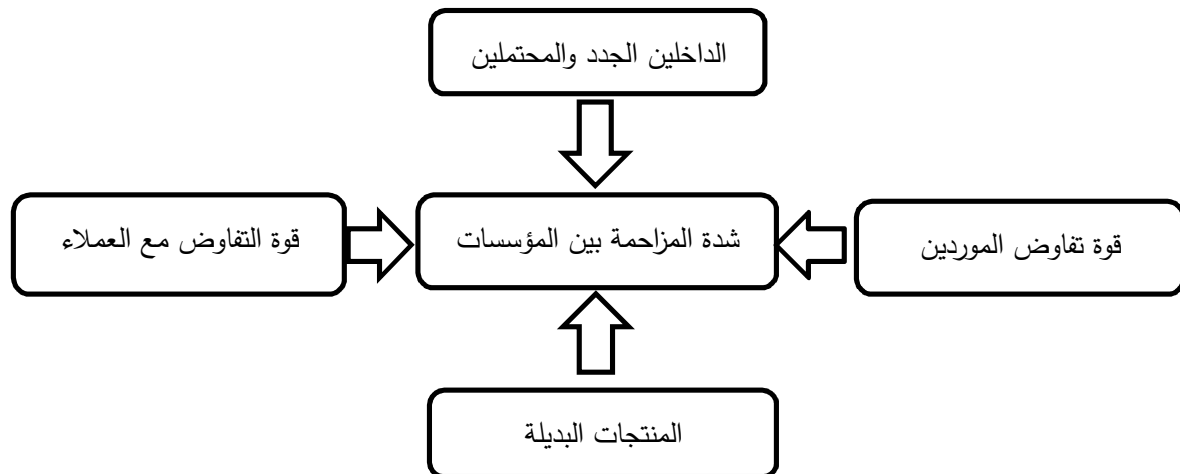 الداخلين الجدد والمحتملين
قوة تفاوض الموردين
شدة المزاحمة بين المؤسسات
قوة التفاوض مع العملاء
المنتجات البديلة